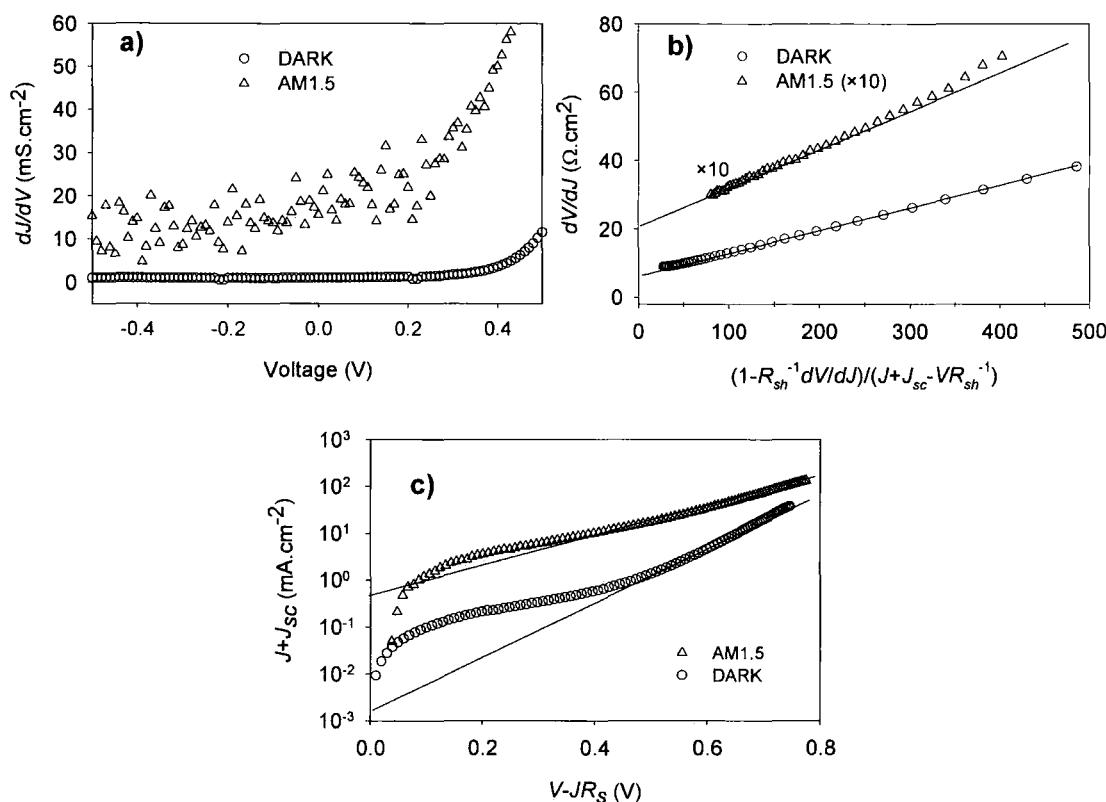 a)
DARK
AM1.5
dJ/dV (mS.cm⁻²)
60
50
40
30
20
10
0
-0.4
-0.2
0.0
0.2
0.4
Voltage (V)
b)
DARK
AM1.5 (×10)
×10
dV/dJ (Ω.cm²)
80
60
40
20
0
0
100
200
300
400
500
(1-Rsh⁻¹dV/dJ)/(J+Jsc-VRsh⁻¹)
c)
J+JSC (mA.cm⁻²)
10³
10²
10¹
10⁰
10⁻¹
10⁻²
10⁻³
AM1.5
DARK
0.0
0.2
0.4
0.6
0.8
V-JRS (V)